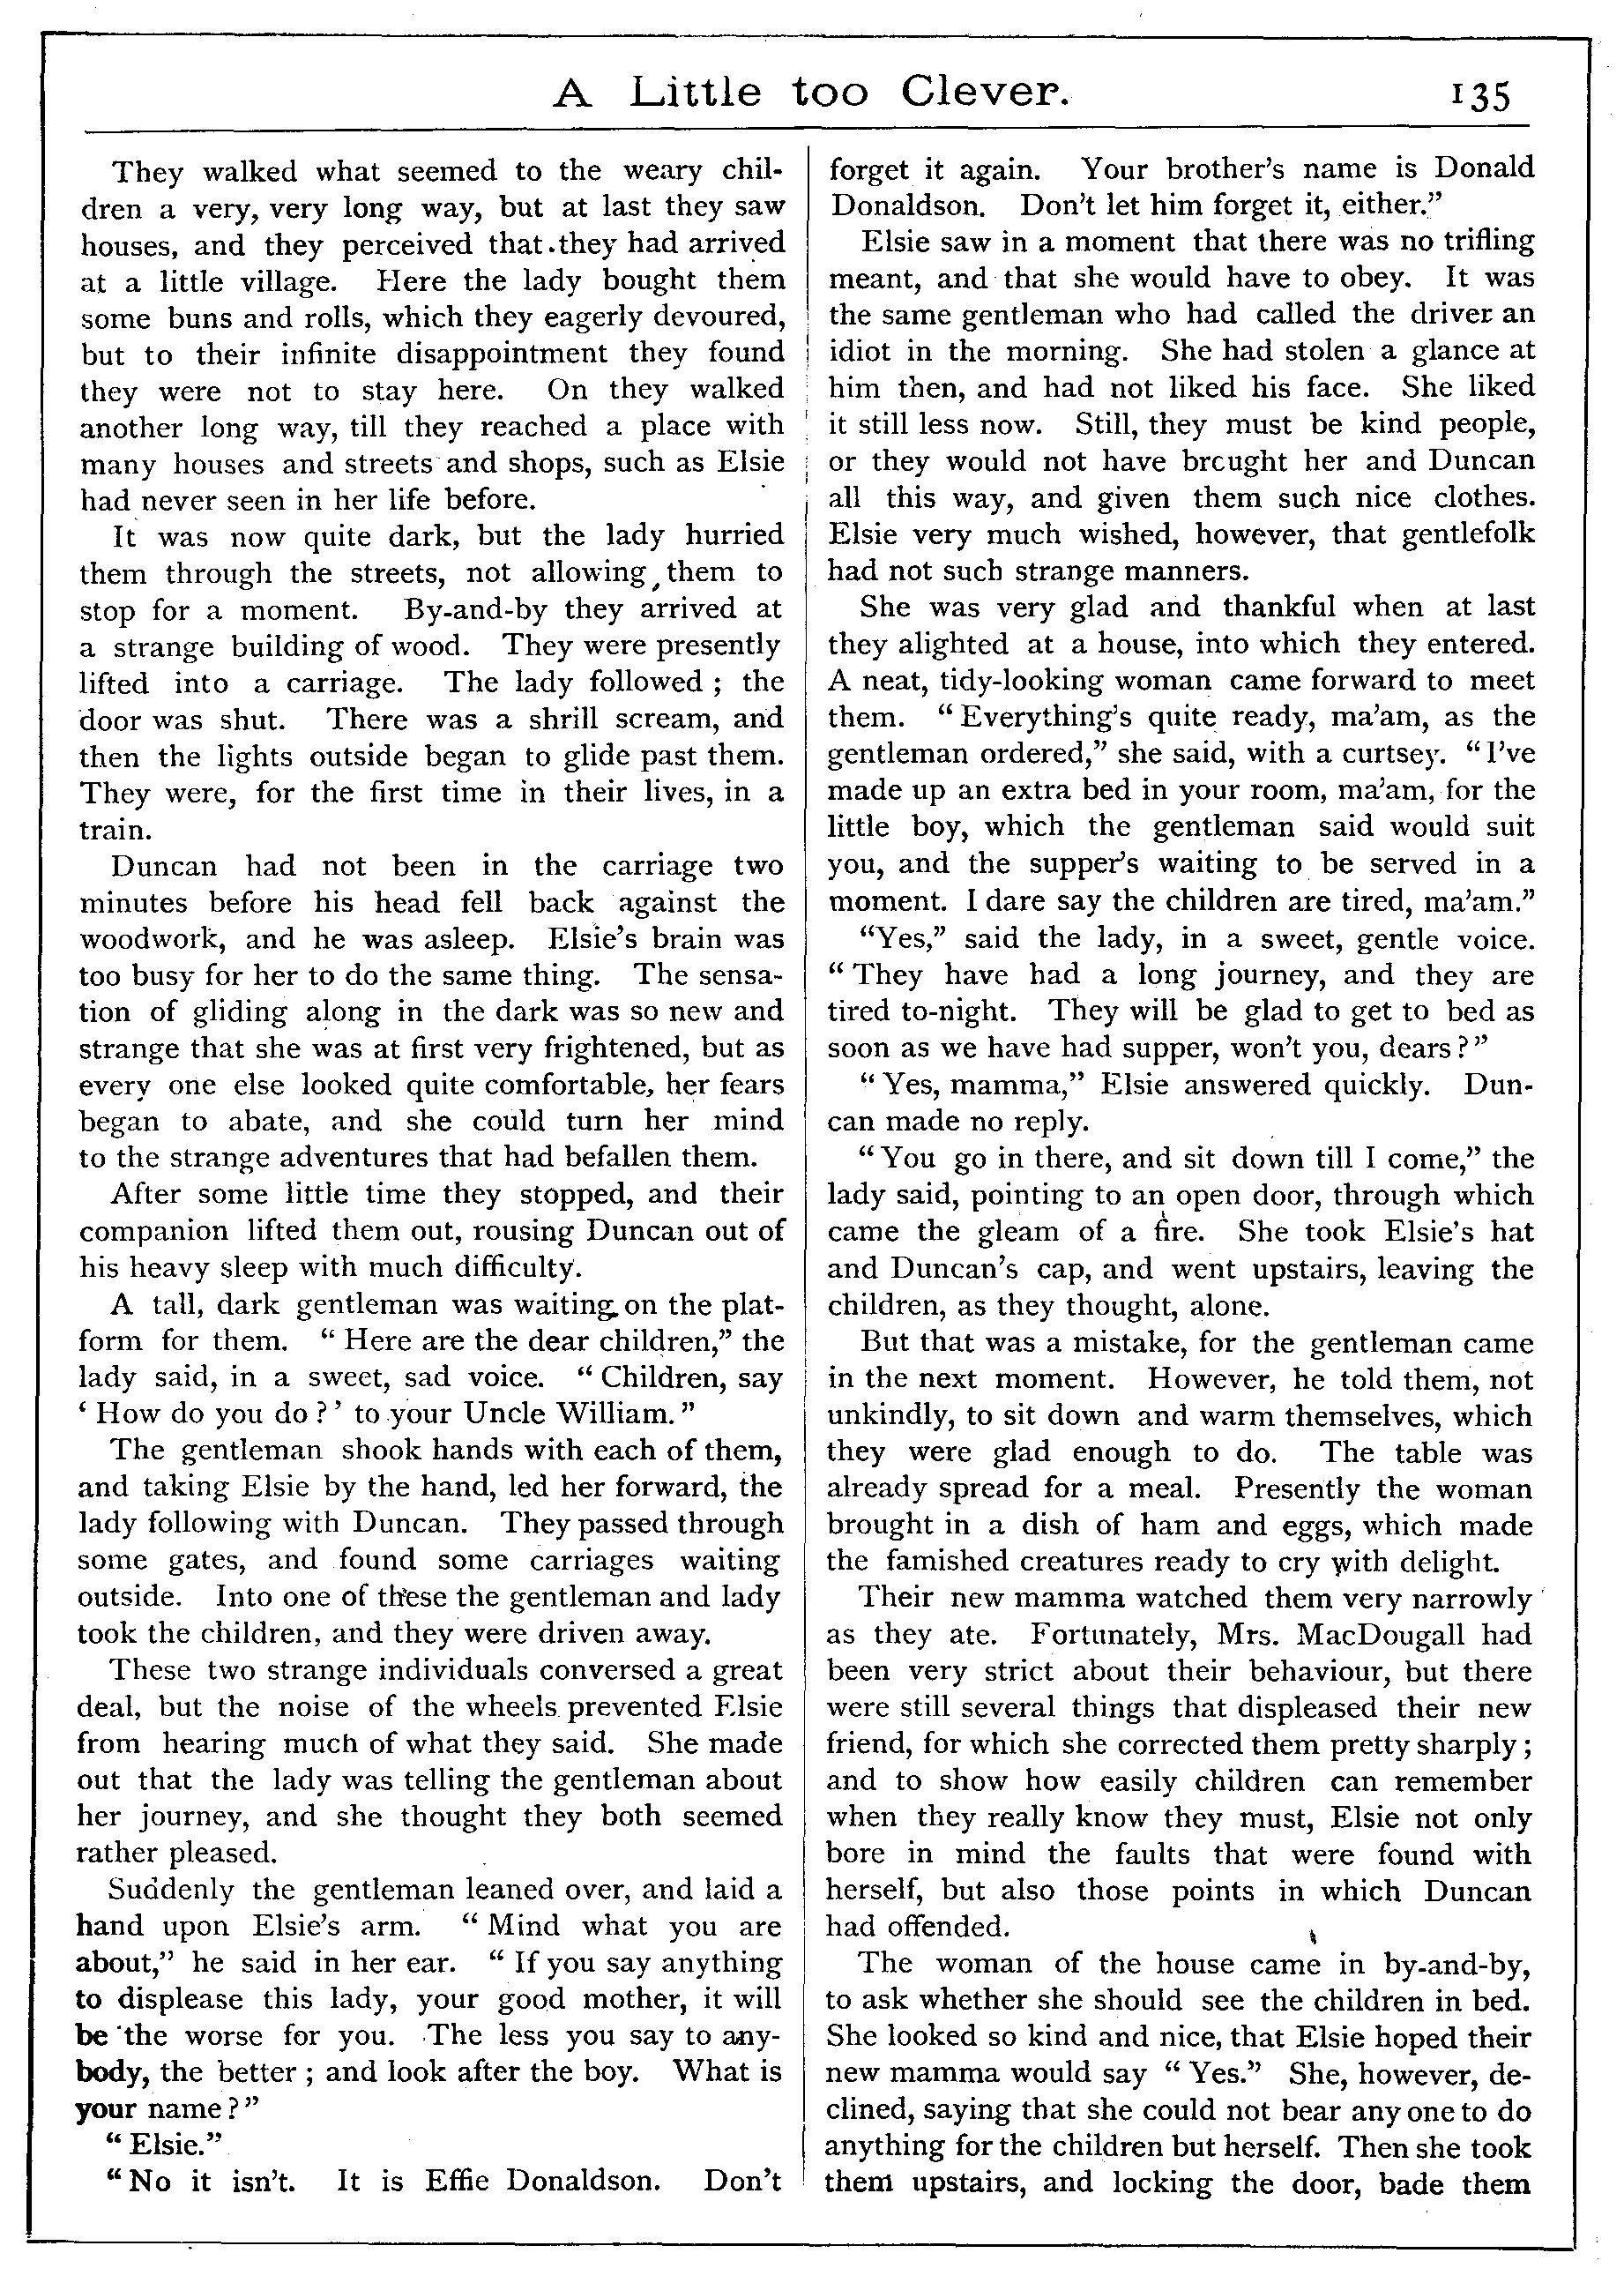 A Little too Clever.
135
They walked what seemed to the weary chil-
dren a very, very long way, but at last they saw
houses, and they perceived that they had arrived
at a little village. Here the lady bought them
some buns and rolls, which they eagerly devoured,
but to their infinite disappointment they found
they were not to stay here. On they walked
another long way, till they reached a place with
many houses and streets and shops, such as Elsie
had never seen in her life before.
It was now quite dark, but the lady hurried
them through the streets, not allowing them to
stop for a moment. By-and-by they arrived at
a strange building of wood. They were presently
lifted into a carriage. The lady followed ; the
door was shut. There was a shrill scream, and
then the lights outside began to glide past them.
They were, for the first time in their lives, in a
train.
Duncan had not been in the carriage two
minutes before his head fell back against the
woodwork, and he was asleep. Elsie's brain was
too busy for her to do the same thing. The sensa-
tion of gliding along in the dark was so new and
strange that she was at first very frightened, but as
every one else looked quite comfortable, her fears
began to abate, and she could turn her mind
to the strange adventures that had befallen them.
After some little time they stopped, and their
companion lifted them out, rousing Duncan out of
his heavy sleep with much difficulty.
A tall, dark gentleman was waiting on the plat-
form for them. “ Here are the dear children,” the
lady said, in a sweet, sad voice. “ Children, say
‘ How do you do ? ’ to your Uncle William. ”
The gentleman shook hands with each of them,
and taking Elsie by the hand, led her forward, the
lady following with Duncan. They passed through
some gates, and found some carriages waiting
outside. Into one of these the gentleman and lady
took the children, and they were driven away.
These two strange individuals conversed a great
deal, but the noise of the wheels prevented Elsie
from hearing much of what they said. She made
out that the lady was telling the gentleman about
her journey, and she thought they both seemed
rather pleased.
Suddenly the gentleman leaned over, and laid a
hand upon Elsie's arm. “ Mind what you are
about,” he said in her ear. “ If you say anything
to displease this lady, your good mother, it will
be the worse for you. The less you say to any-
body, the better ; and look after the boy. What is
your name ? ”
“ Elsie.”
“ No it isn't. It is Effie Donaldson. Don't
forget it again. Your brother's name is Donald
Donaldson. Don't let him forget it, either.”
Elsie saw in a moment that there was no trifling
meant, and that she would have to obey. It was
the same gentleman who had called the driver an
idiot in the morning. She had stolen a glance at
him then, and had not liked his face. She liked
it still less now. Still, they must be kind people,
or they would not have brcught her and Duncan
all this way, and given them such nice clothes.
Elsie very much wished, however, that gentlefolk
had not such strange manners.
She was very glad and thankful when at last
they alighted at a house, into which they entered.
A neat, tidy-looking woman came forward to meet
them. “ Everything's quite ready, ma'am, as the
gentleman ordered,” she said, with a curtsey. “ I've
made up an extra bed in your room, ma'am, for the
little boy, which the gentleman said would suit
you, and the supper's waiting to be served in a
moment. I dare say the children are tired, ma'am.”
“Yes,” said the lady, in a sweet, gentle voice.
“ They have had a long journey, and they are
tired to-night. They will be glad to get to bed as
soon as we have had supper, won't you, dears ? ”
“ Yes, mamma,” Elsie answered quickly. Dun-
can made no reply.
“ You go in there, and sit down till I come,” the
lady said, pointing to an open door, through which
came the gleam of a fire. She took Elsie's hat
and Duncan's cap, and went upstairs, leaving the
children, as they thought, alone.
But that was a mistake, for the gentleman came
in the next moment. However, he told them, not
unkindly, to sit down and warm themselves, which
they were glad enough to do. The table was
already spread for a meal. Presently the woman
brought in a dish of ham and eggs, which made
the famished creatures ready to cry with delight.
Their new mamma watched them very narrowly
as they ate. Fortunately, Mrs. MacDougall had
been very strict about their behaviour, but there
were still several things that displeased their new
friend, for which she corrected them pretty sharply ;
and to show how easily children can remember
when they really know they must, Elsie not only
bore in mind the faults that were found with
herself, but also those points in which Duncan
had offended.
The woman of the house came in by-and-by,
to ask whether she should see the children in bed.
She looked so kind and nice, that Elsie hoped their
new mamma would say “ Yes.” She, however, de-
clined, saying that she could not bear any one to do
anything for the children but herself. Then she took
them upstairs, and locking the door, bade them